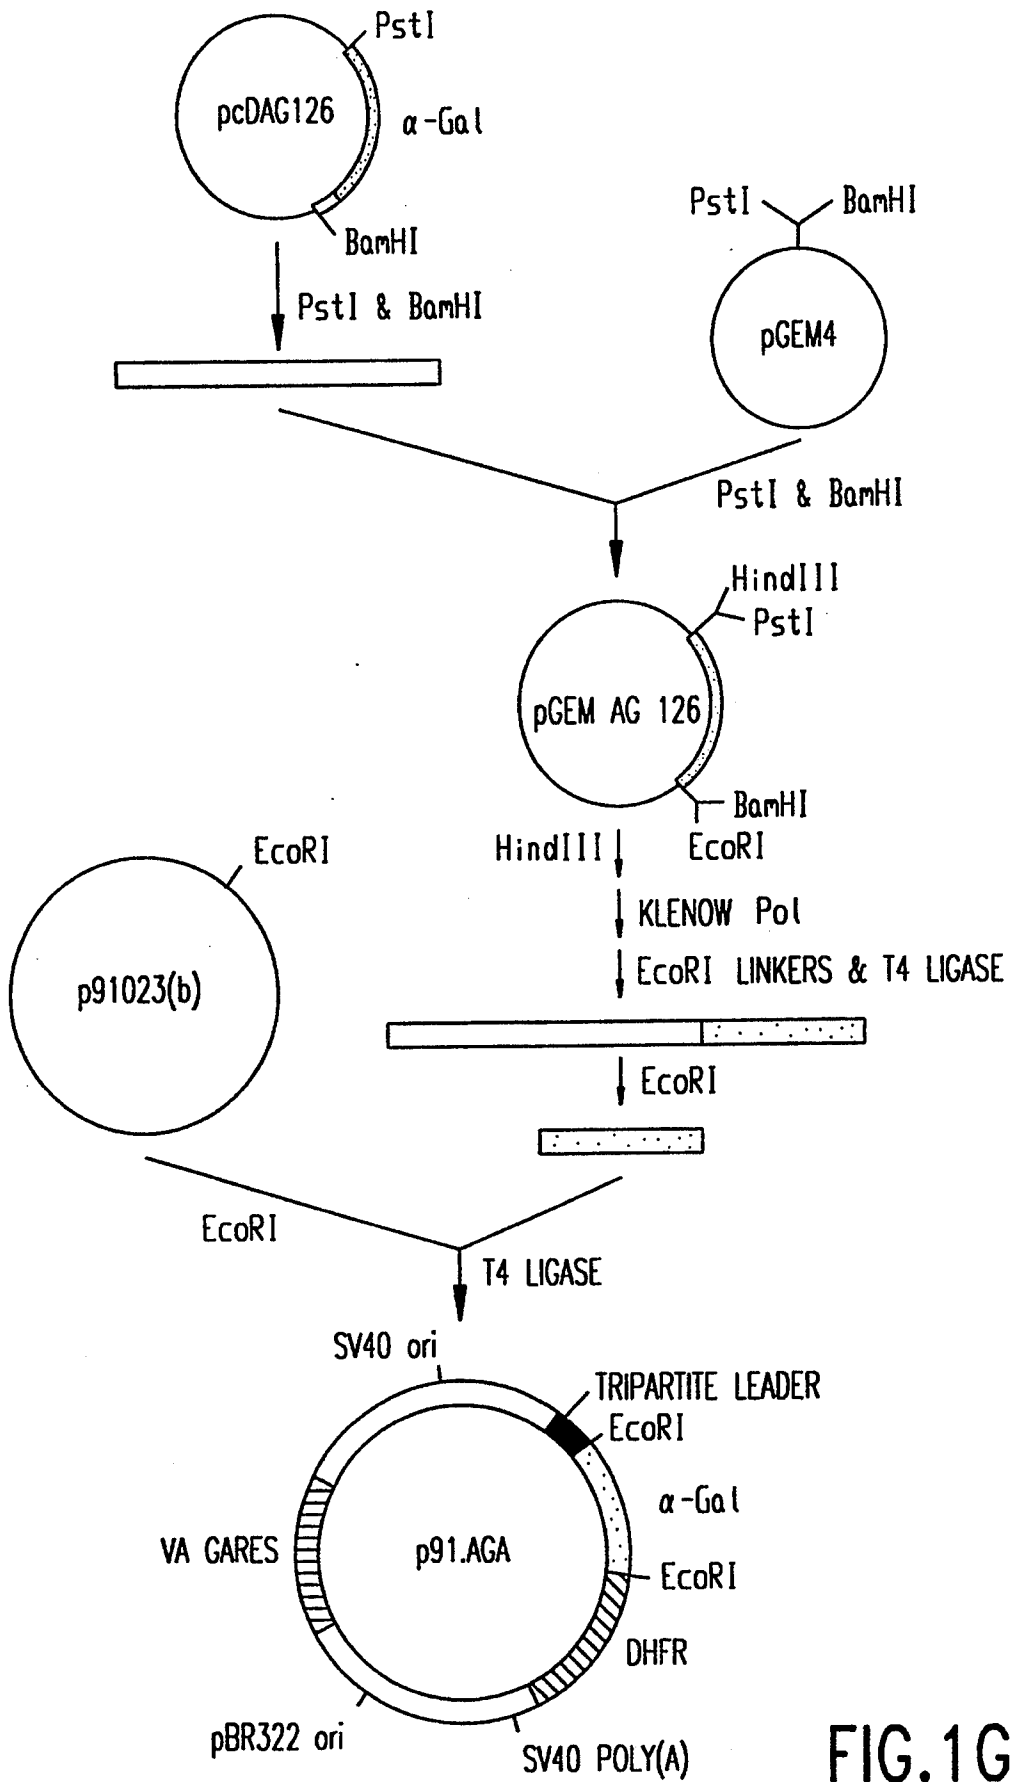 PstI
pcDAG126
α-Gal
BamHI
PstI & BamHI
PstI
BamHI
pGEM4
PstI & BamHI
HindIII
PstI
pGEM AG 126
BamHI
EcoRI
HindIII
KLENOW Pol
EcoRI LINKERS & T4 LIGASE
EcoRI
p91023(b)
EcoRI
EcoRI
T4 LIGASE
SV40 ori
TRIPARTITE LEADER
EcoRI
α-Gal
VA GARES
p91.AGA
EcoRI
DHFR
pBR322 ori
SV40 POLY(A)
FIG.1G